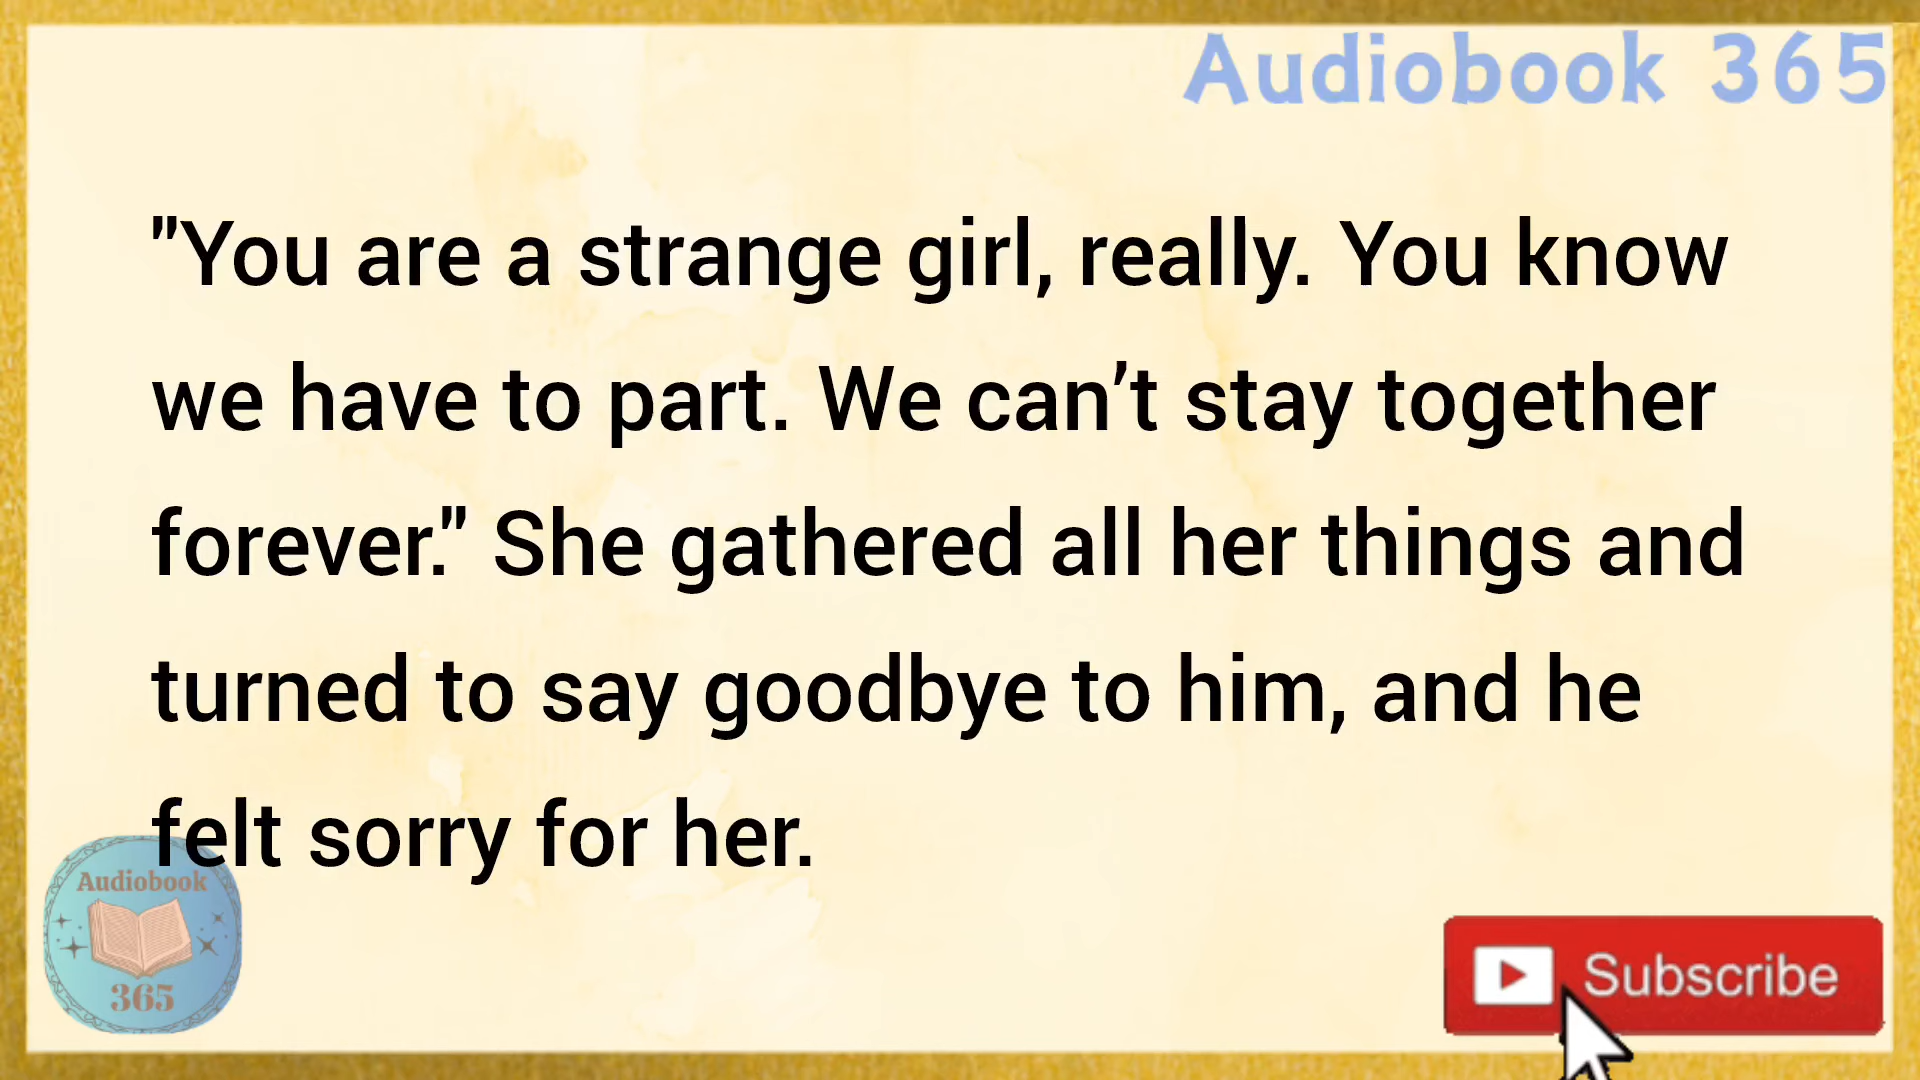 Audiobook 365
"You are a strange girl, really. You know
we have to part. We can’t stay together
forever." She gathered all her things and
turned to say goodbye to him, and he
felt sorry for her.
Audiobook
365
Subscribe